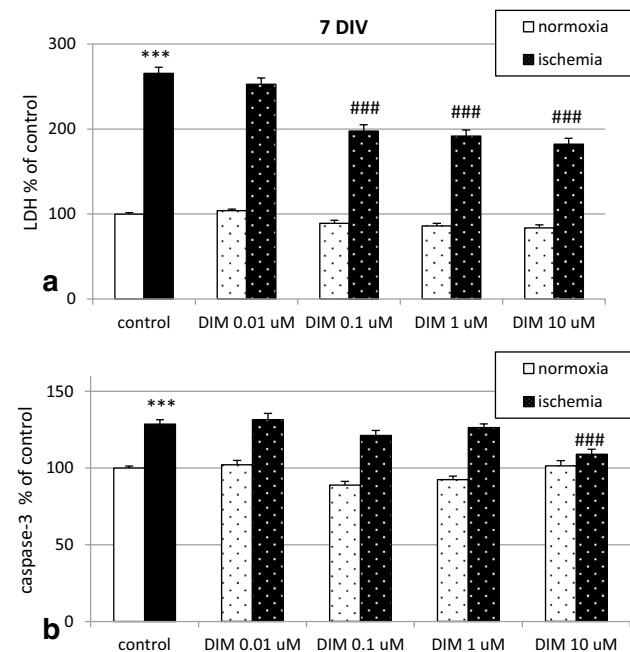 7 DIV
normoxia
ischemia
LDH % of control
300
200
100
0
***
###
###
###
a
control
DIM 0.01 uM
DIM 0.1 uM
DIM 1 uM
DIM 10 uM
normoxia
ischemia
caspase-3 % of control
150
100
50
0
***
###
b
control
DIM 0.01 uM
DIM 0.1 uM
DIM 1 uM
DIM 10 uM